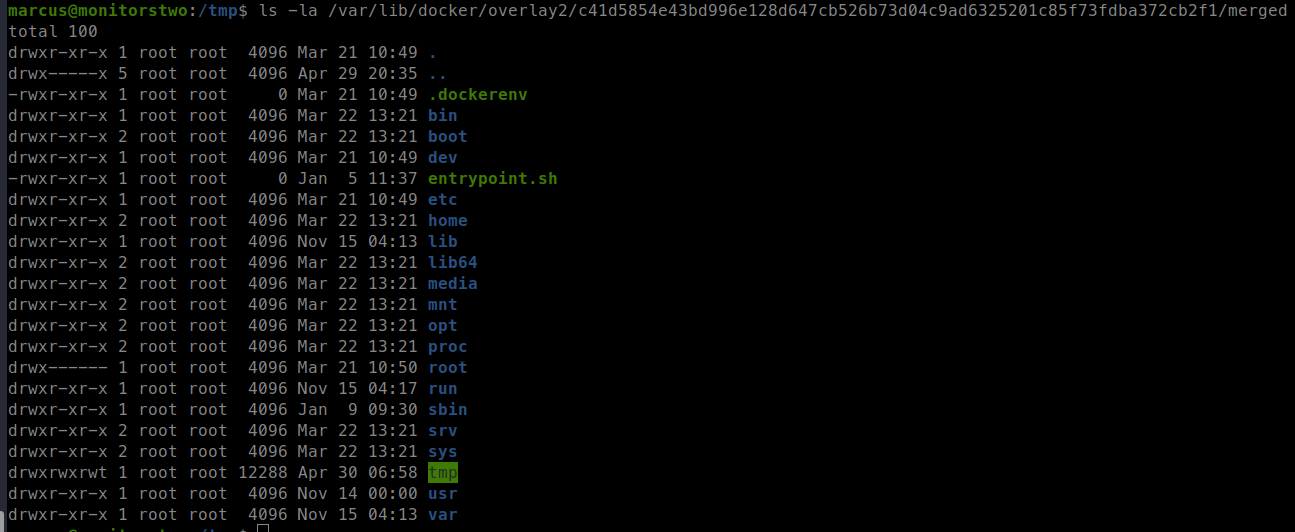 marcus@monitorstwo:/tmp$ ls -la /var/lib/docker/overlay2/c41d5854e43bd996e128d647cb526b73d04c9ad6325201c85f73fdba372cb2f1/merged
total 100
drwxr-xr-x 1 root root  4096 Mar 21 10:49 .
drwx-----x 5 root root  4096 Apr 29 20:35 ..
-rwxr-xr-x 1 root root     0 Mar 21 10:49 .dockerenv
drwxr-xr-x 1 root root  4096 Mar 22 13:21 bin
drwxr-xr-x 2 root root  4096 Mar 22 13:21 boot
drwxr-xr-x 1 root root  4096 Mar 21 10:49 dev
-rwxr-xr-x 1 root root     0 Jan  5 11:37 entrypoint.sh
drwxr-xr-x 1 root root  4096 Mar 21 10:49 etc
drwxr-xr-x 2 root root  4096 Mar 22 13:21 home
drwxr-xr-x 1 root root  4096 Nov 15 04:13 lib
drwxr-xr-x 2 root root  4096 Mar 22 13:21 lib64
drwxr-xr-x 2 root root  4096 Mar 22 13:21 media
drwxr-xr-x 2 root root  4096 Mar 22 13:21 mnt
drwxr-xr-x 2 root root  4096 Mar 22 13:21 opt
drwxr-xr-x 2 root root  4096 Mar 22 13:21 proc
drwx------ 1 root root  4096 Mar 21 10:50 root
drwxr-xr-x 1 root root  4096 Nov 15 04:17 run
drwxr-xr-x 1 root root  4096 Jan  9 09:30 sbin
drwxr-xr-x 2 root root  4096 Mar 22 13:21 srv
drwxr-xr-x 2 root root  4096 Mar 22 13:21 sys
drwxrwxrwt 1 root root 12288 Apr 30 06:58 tmp
drwxr-xr-x 1 root root  4096 Nov 14 00:00 usr
drwxr-xr-x 1 root root  4096 Nov 15 04:13 var